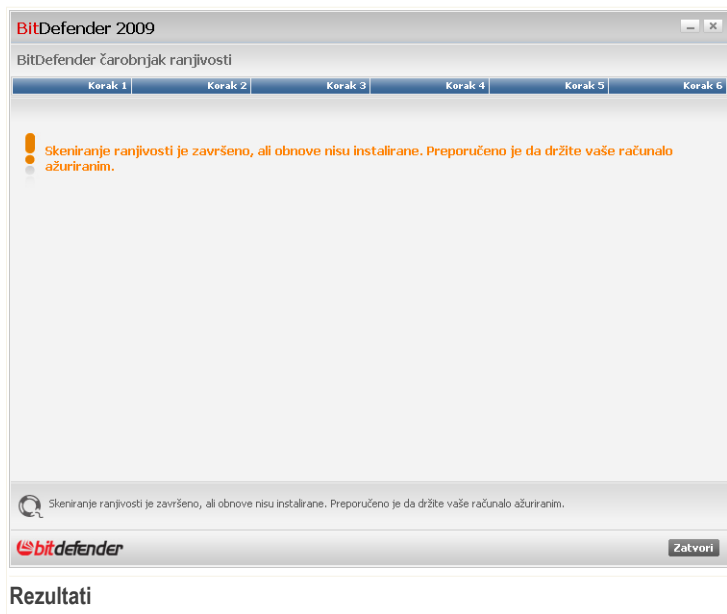 BitDefender 2009
BitDefender čarobnjak ranjivosti
Korak 1 Korak 2 Korak 3 Korak 4 Korak 5 Korak 6
Skeniranje ranjivosti je završeno, ali obnove nisu instalirane. Preporučeno je da držite vaše računalo
ažuriranim.
Skeniranje ranjivosti je završeno, ali obnove nisu instalirane. Preporučeno je da držite vaše računalo ažuriranim.
bitdefender
Zatvori
Rezultati